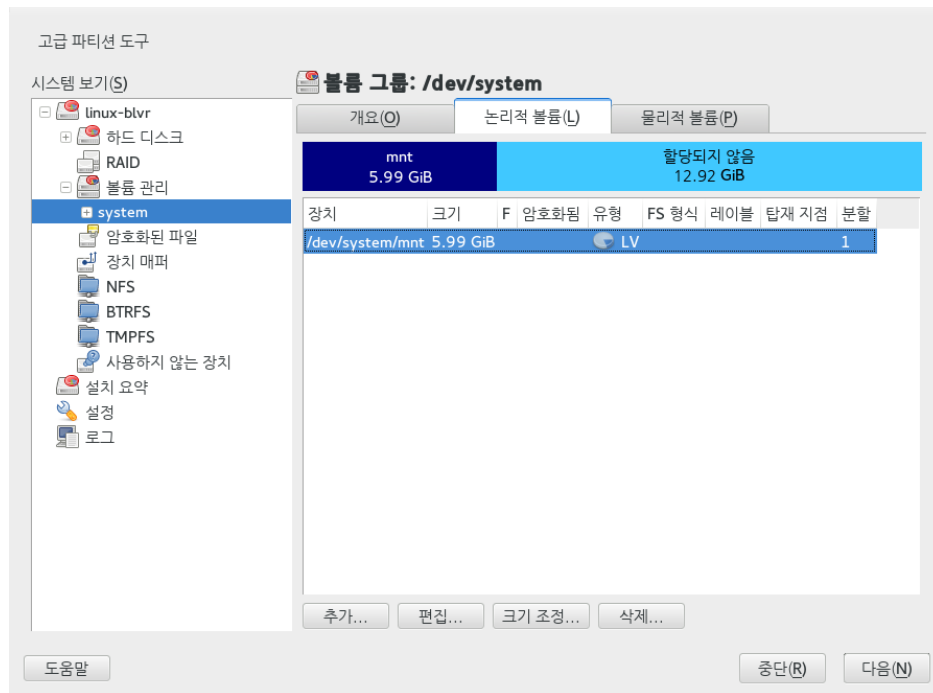 고급 파티션 도구
시스템 보기(S)
linux-blvr
하드 디스크
RAID
볼륨 관리
system
암호화된 파일
장치 매퍼
NFS
BTRFS
TMPFS
사용하지 않는 장치
설치 요약
설정
로그
볼륨 그룹: /dev/system
개요(O) 논리적 볼륨(L) 물리적 볼륨(P)
mnt 할당되지 않음
5.99 GiB 12.92 GiB
장치 크기 F 암호화됨 유형 FS 형식 레이블 탑재 지점 분할
/dev/system/mnt 5.99 GiB LV 1
추가... 편집... 크기 조정... 삭제...
도움말 중단(R) 다음(N)